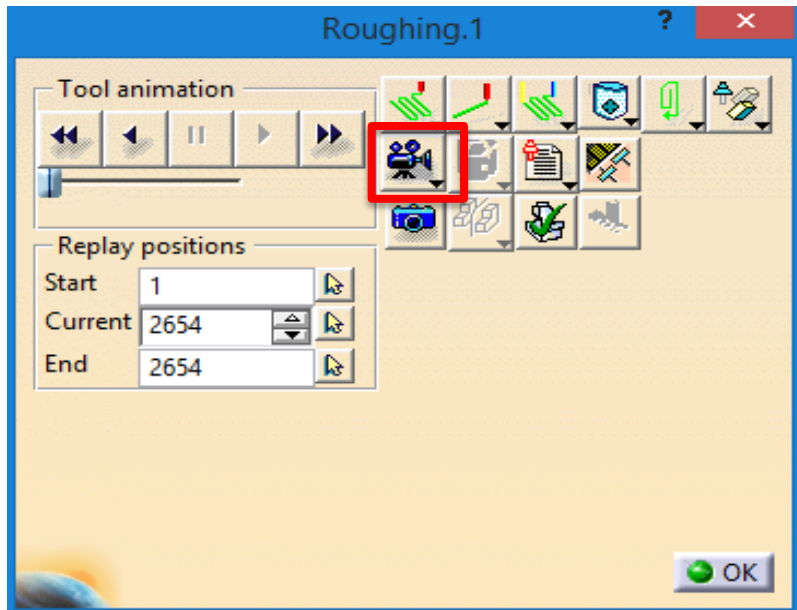 Roughing.1
?
Tool animation
Replay positions
Start 1
Current 2654
End 2654
OK